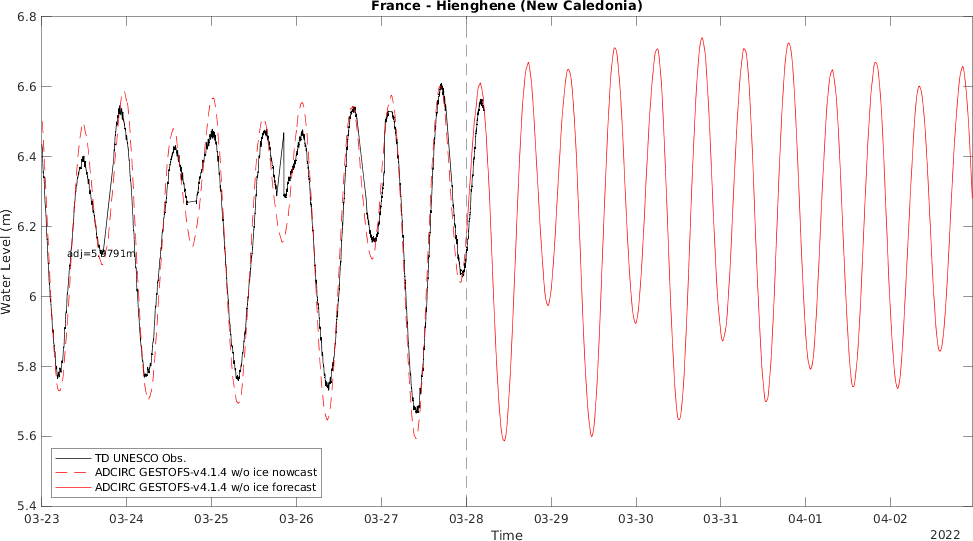 France - Hienghene (New Caledonia)
6.8
6.6
6.4
6.2
6
5.8
5.6
5.4
Water Level (m)
adj=5.9791m
TD UNESCO Obs.
ADCIRC GESTOFS-v4.1.4 w/o ice nowcast
ADCIRC GESTOFS-v4.1.4 w/o ice forecast
03-23 03-24 03-25 03-26 03-27 03-28 03-29 03-30 03-31 04-01 04-02
Time
2022